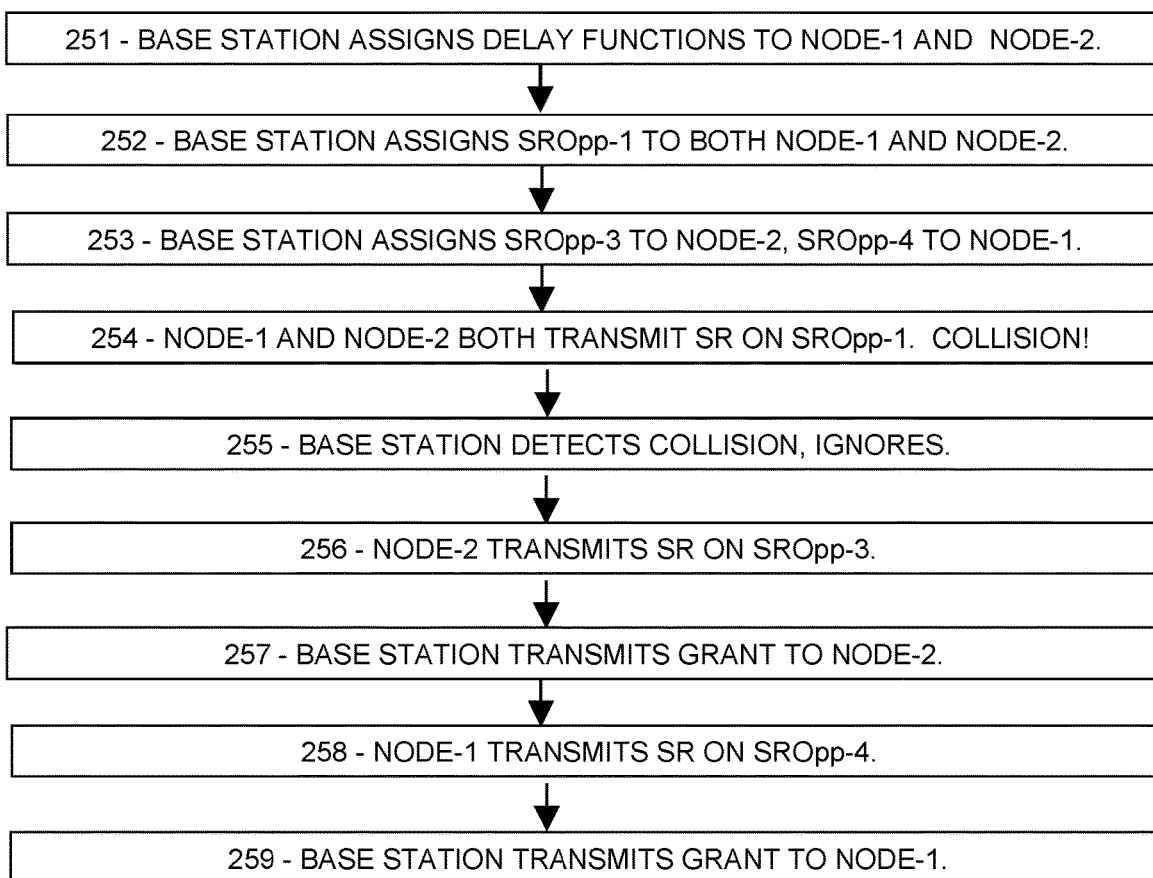 251 - BASE STATION ASSIGNS DELAY FUNCTIONS TO NODE-1 AND NODE-2.
252 - BASE STATION ASSIGNS SROpp-1 TO BOTH NODE-1 AND NODE-2.
253 - BASE STATION ASSIGNS SROpp-3 TO NODE-2, SROpp-4 TO NODE-1.
254 - NODE-1 AND NODE-2 BOTH TRANSMIT SR ON SROpp-1. COLLISION!
255 - BASE STATION DETECTS COLLISION, IGNORES.
256 - NODE-2 TRANSMITS SR ON SROpp-3.
257 - BASE STATION TRANSMITS GRANT TO NODE-2.
258 - NODE-1 TRANSMITS SR ON SROpp-4.
259 - BASE STATION TRANSMITS GRANT TO NODE-1.